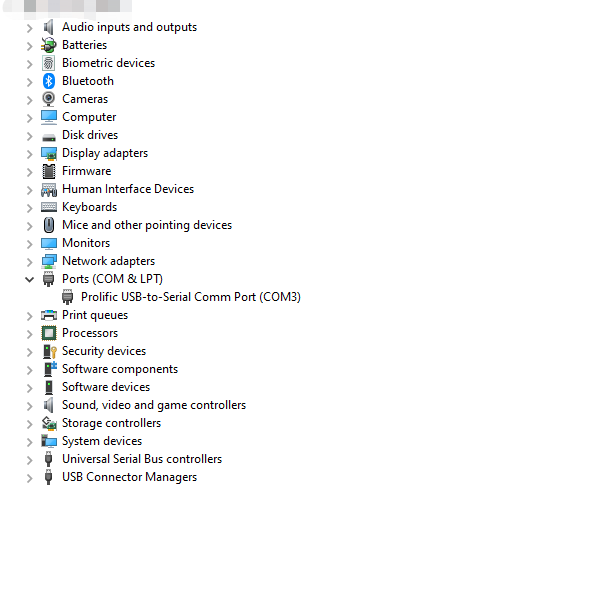 Audio inputs and outputs
Batteries
Biometric devices
Bluetooth
Cameras
Computer
Disk drives
Display adapters
Firmware
Human Interface Devices
Keyboards
Mice and other pointing devices
Monitors
Network adapters
Ports (COM & LPT)
Prolific USB-to-Serial Comm Port (COM3)
Print queues
Processors
Security devices
Software components
Software devices
Sound, video and game controllers
Storage controllers
System devices
Universal Serial Bus controllers
USB Connector Managers